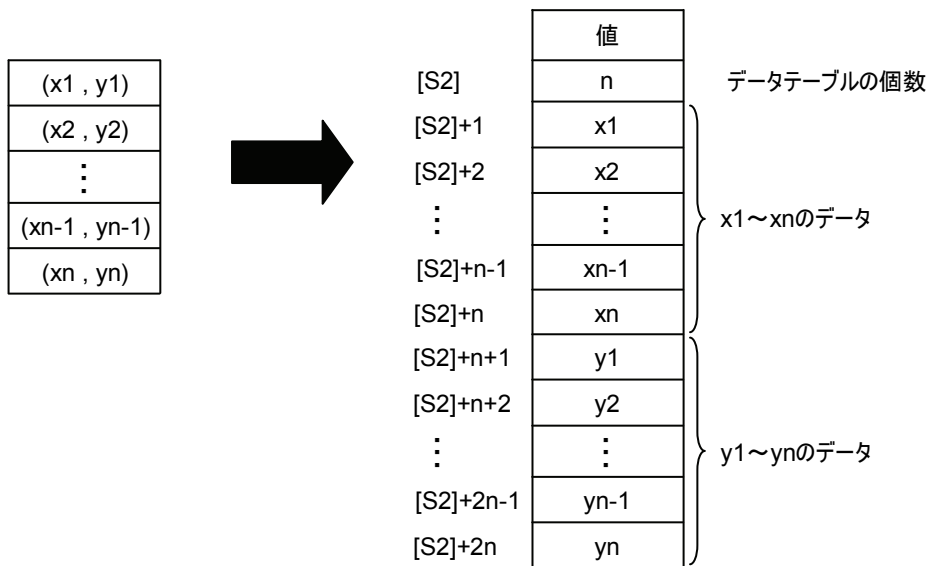 (x1 , y1)
(x2 , y2)
⋮
(xn-1 , yn-1)
(xn , yn)
値
[S2] n データテーブルの個数
[S2]+1 x1
[S2]+2 x2
⋮ ⋮
[S2]+n-1 xn-1
[S2]+n xn
x1～xnのデータ
[S2]+n+1 y1
[S2]+n+2 y2
⋮ ⋮
[S2]+2n-1 yn-1
[S2]+2n yn
y1～ynのデータ